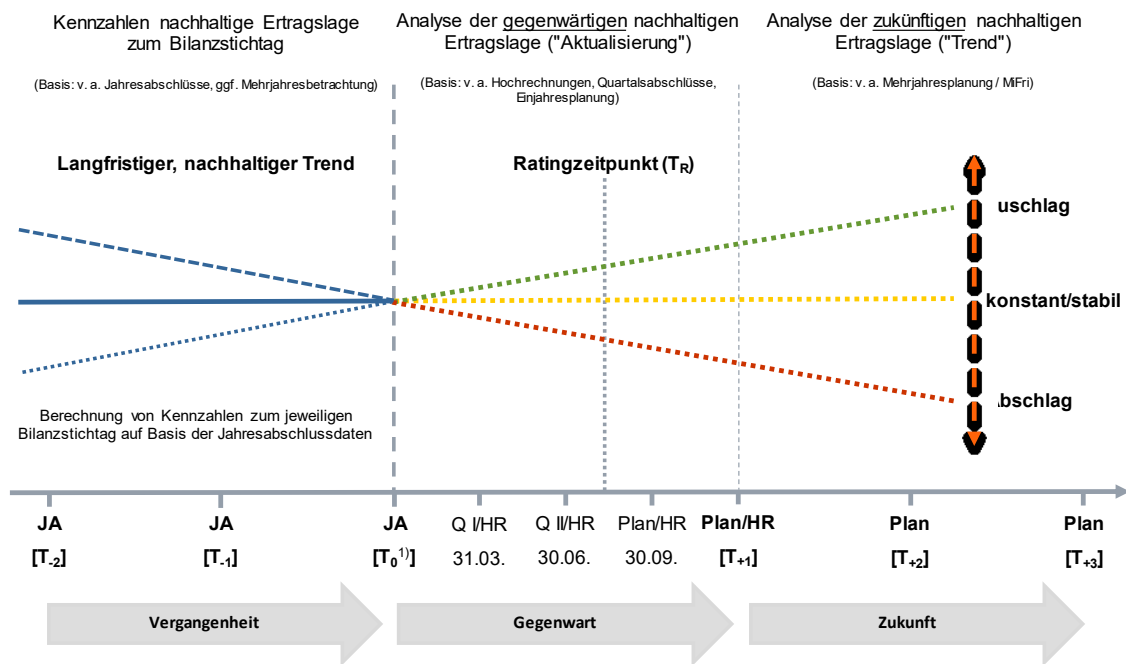 Kennzahlen nachhaltige Ertragslage
zum Bilanzstichtag
(Basis: v. a. Jahresabschlüsse, ggf. Mehrjahresbetrachtung)
Analyse der gegenwärtigen nachhaltigen
Ertragslage ("Aktualisierung")
(Basis: v. a. Hochrechnungen, Quartalsabschlüsse,
Einjahresplanung)
Analyse der zukünftigen nachhaltigen
Ertragslage ("Trend")
(Basis: v. a. Mehrjahresplanung / MiFri)
Langfristiger, nachhaltiger Trend
Ratingzeitpunkt (T_R)
uschlag
konstant/stabil
bschlag
Berechnung von Kennzahlen zum jeweiligen
Bilanzstichtag auf Basis der Jahresabschlussdaten
JA
[T-2]
JA
[T-1]
JA
[T0 1)]
Q I/HR
31.03.
Q II/HR
30.06.
Plan/HR
30.09.
Plan/HR
[T+1]
Plan
[T+2]
Plan
[T+3]
Vergangenheit
Gegenwart
Zukunft